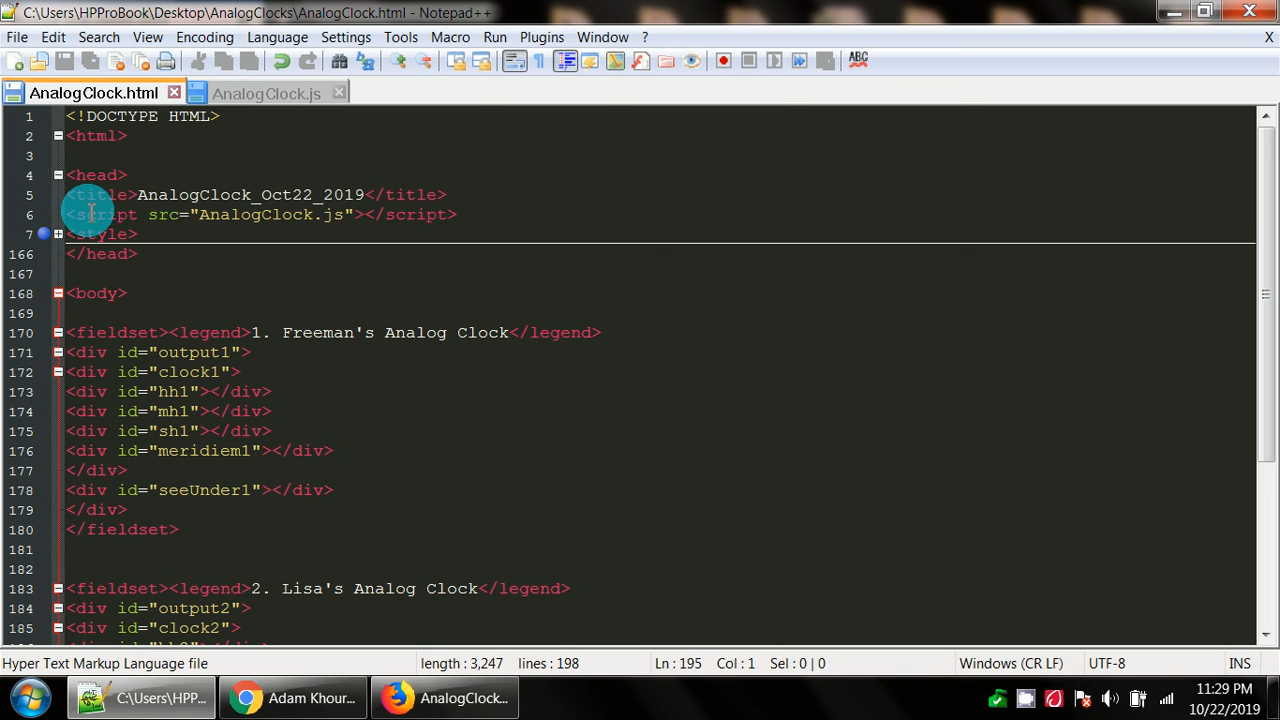 C:\Users\HPProBook\Desktop\AnalogClocks\AnalogClock.html - Notepad++
File Edit Search View Encoding Language Settings Tools Macro Run Plugins Window ? X
ABC
AnalogClock.html AnalogClock.js
1 <!DOCTYPE HTML>
2 <html>
3
4 <head>
5 <title>AnalogClock_Oct22_2019</title>
6 <script src="AnalogClock.js"></script>
7 <style>
166 </head>
167
168 <body>
169
170 <fieldset><legend>1. Freeman's Analog Clock</legend>
171 <div id="output1">
172 <div id="clock1">
173 <div id="hh1"></div>
174 <div id="mh1"></div>
175 <div id="sh1"></div>
176 <div id="meridiem1"></div>
177 </div>
178 <div id="seeUnder1"></div>
179 </div>
180 </fieldset>
181
182
183 <fieldset><legend>2. Lisa's Analog Clock</legend>
184 <div id="output2">
185 <div id="clock2">
Hyper Text Markup Language file length : 3,247 lines : 198 Ln : 195 Col : 1 Sel : 0 | 0 Windows (CR LF) UTF-8 INS
C:\Users\HPP... Adam Khour... AnalogClock... 11:29 PM
10/22/2019